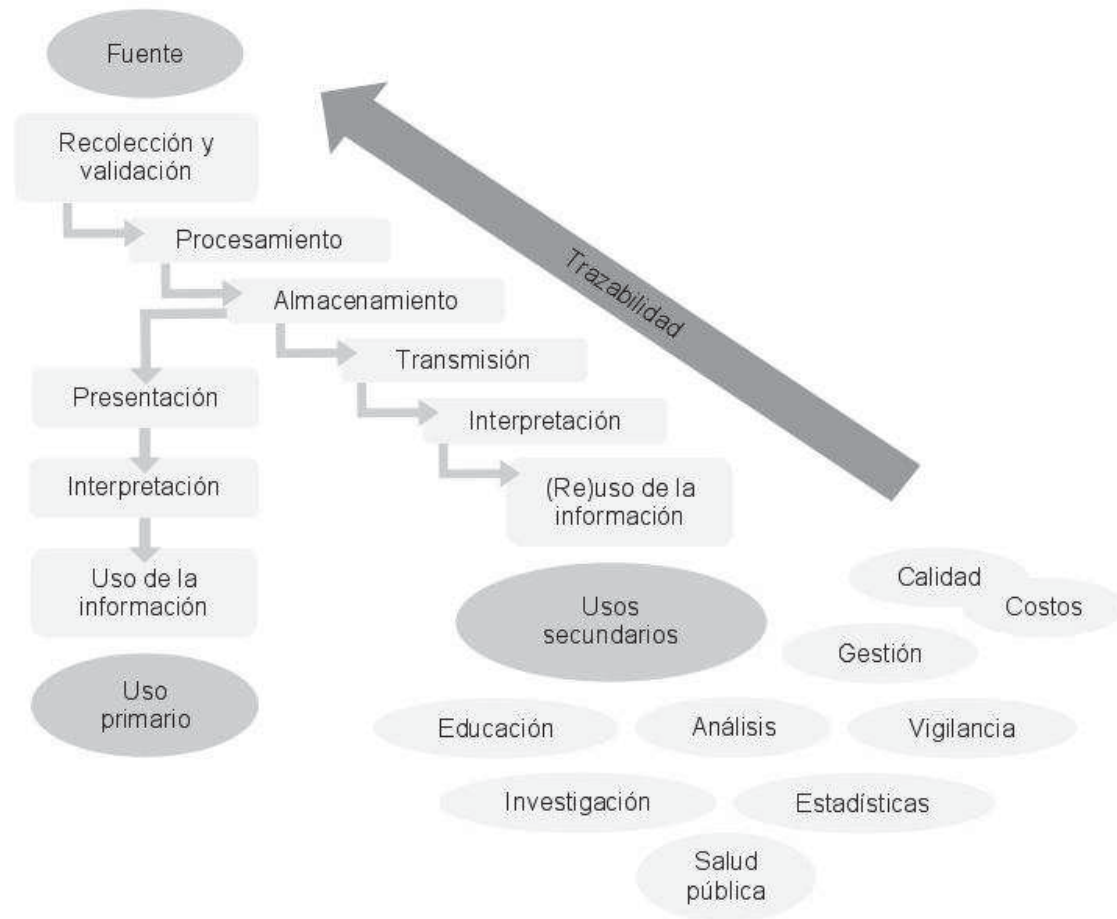 Fuente
Recolección y
validación
Procesamiento
Almacenamiento
Trazabilidad
Transmisión
Presentación
Interpretación
Interpretación
(Re)uso de la
información
Uso de la
información
Usos
secundarios
Calidad
Costos
Gestión
Uso
primario
Educación
Análisis
Vigilancia
Investigación
Estadísticas
Salud
pública